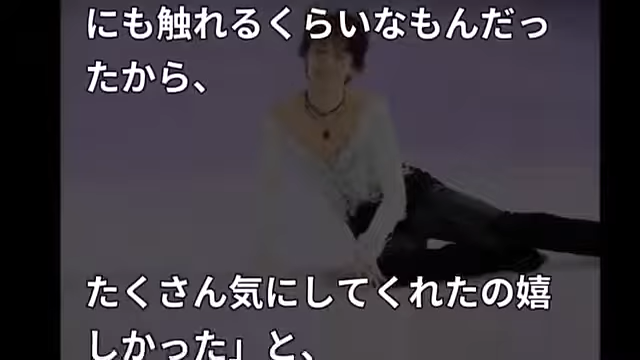 にも触れるくらいなもんだっ
たから、
たくさん気にしてくれたの嬉
しかった」と、